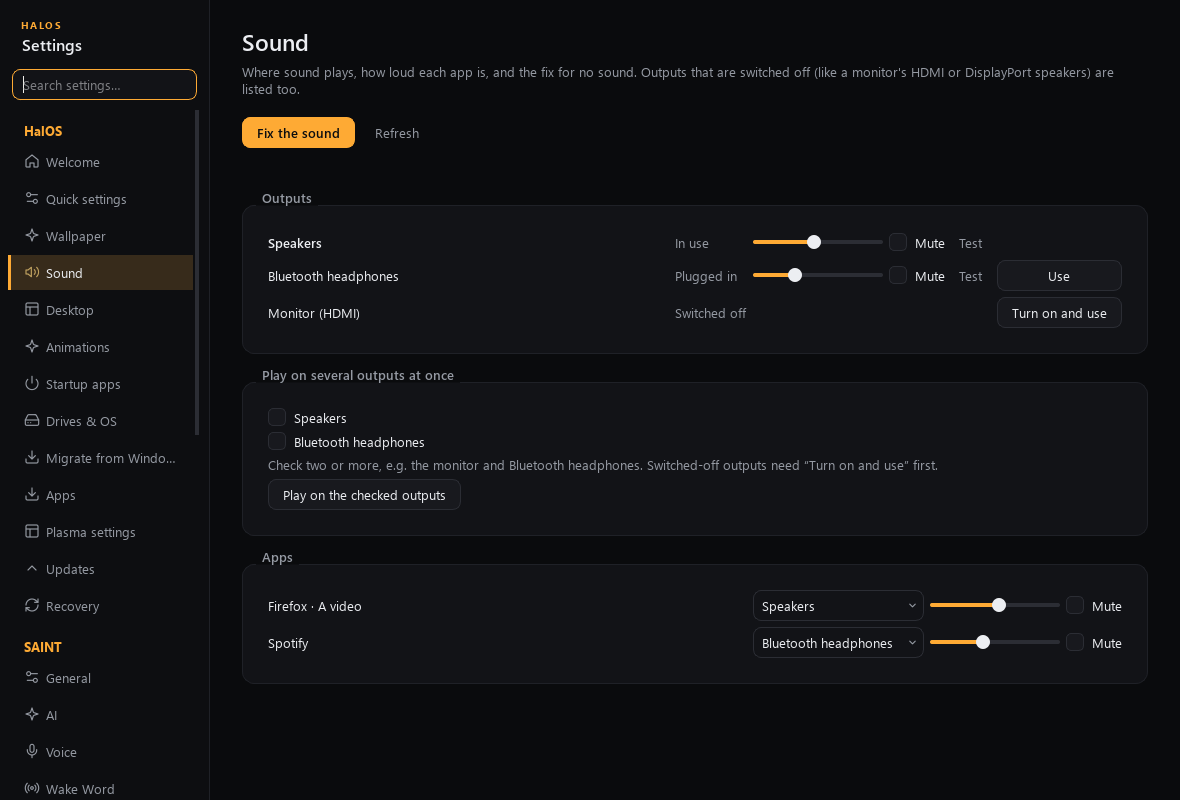 HALOS
Settings
Search settings...
HalOS
Welcome
Quick settings
Wallpaper
Sound
Desktop
Animations
Startup apps
Drives & OS
Migrate from Windo...
Apps
Plasma settings
Updates
Recovery
SAINT
General
AI
Voice
Wake Word
Sound
Where sound plays, how loud each app is, and the fix for no sound. Outputs that are switched off (like a monitor's HDMI or DisplayPort speakers) are
listed too.
Fix the sound Refresh
Outputs
Speakers In use Mute Test
Bluetooth headphones Plugged in Mute Test Use
Monitor (HDMI) Switched off Turn on and use
Play on several outputs at once
Speakers
Bluetooth headphones
Check two or more, e.g. the monitor and Bluetooth headphones. Switched-off outputs need “Turn on and use” first.
Play on the checked outputs
Apps
Firefox · A video Speakers Mute
Spotify Bluetooth headphones Mute